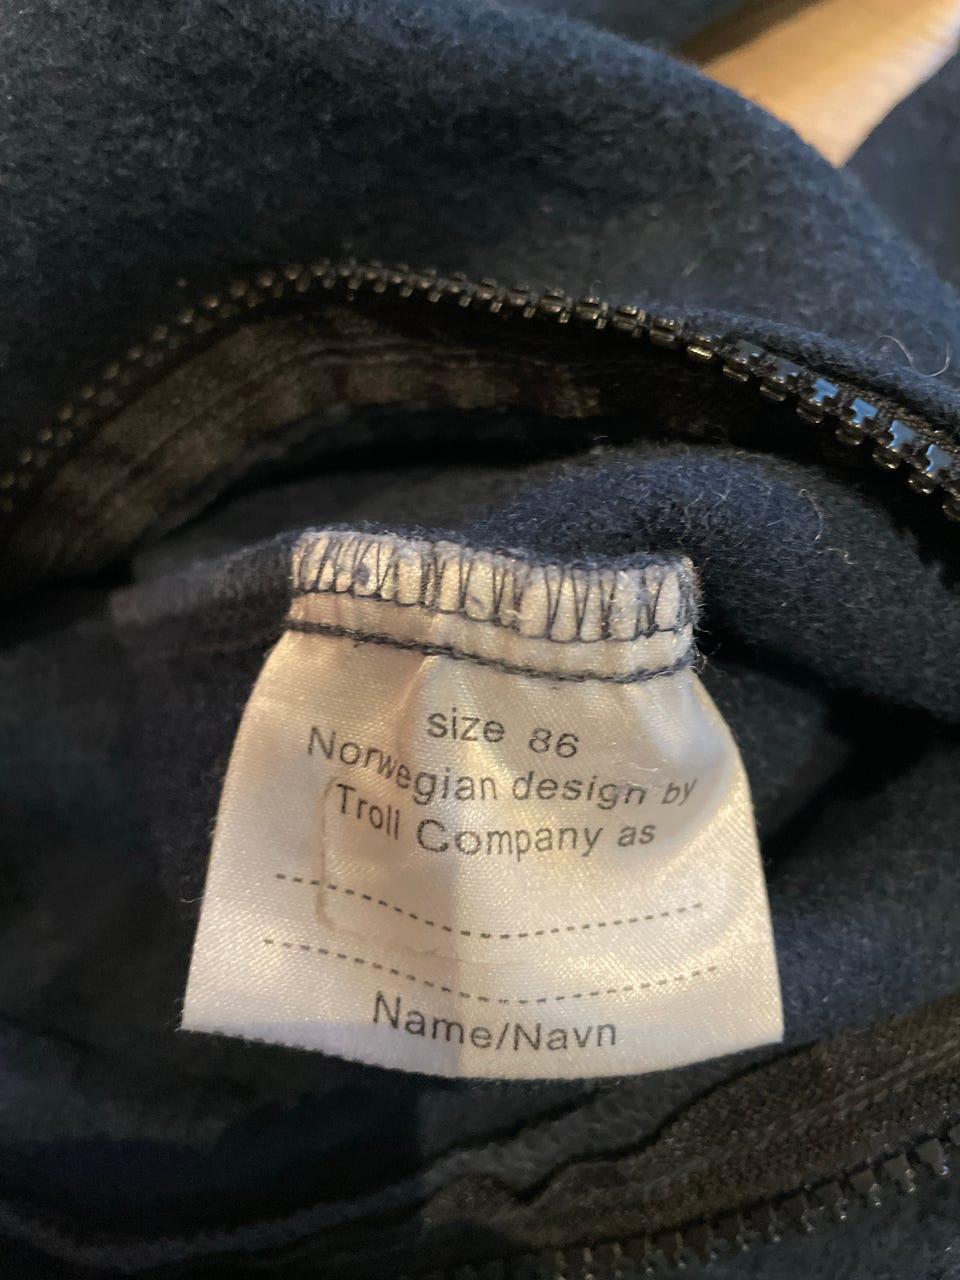 size 86
Norwegian design by
Troll Company as
Name/Navn